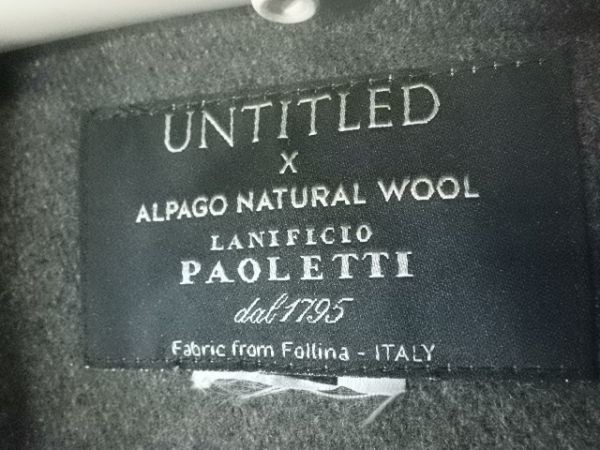 UNTITLED
X
ALPAGO NATURAL WOOL
LANIFICIO
PAOLETTI
dal 1795
Fabric from Follina - ITALY